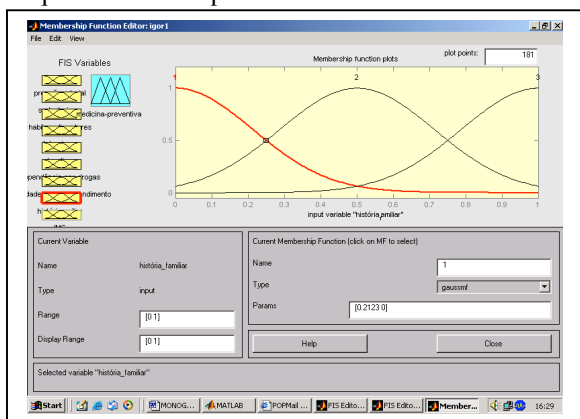 Membership Function Editor: igor1
File Edit View
FIS Variables
Membership function plots
plot points:
181
medicina-preventiva
1 2 3
1
0.5
0
0 0.1 0.2 0.3 0.4 0.5 0.6 0.7 0.8 0.9 1
input variable "história_familiar"
Current Variable
Name história_familiar
Type input
Range [0 1]
Display Range [0 1]
Current Membership Function (click on MF to select)
Name 1
Type gaussmf
Params [0.2123 0]
Help Close
Selected variable "história_familiar"
Start MONOG... MATLAB POPMail ... FIS Edito... FIS Edito... Member... 16:29